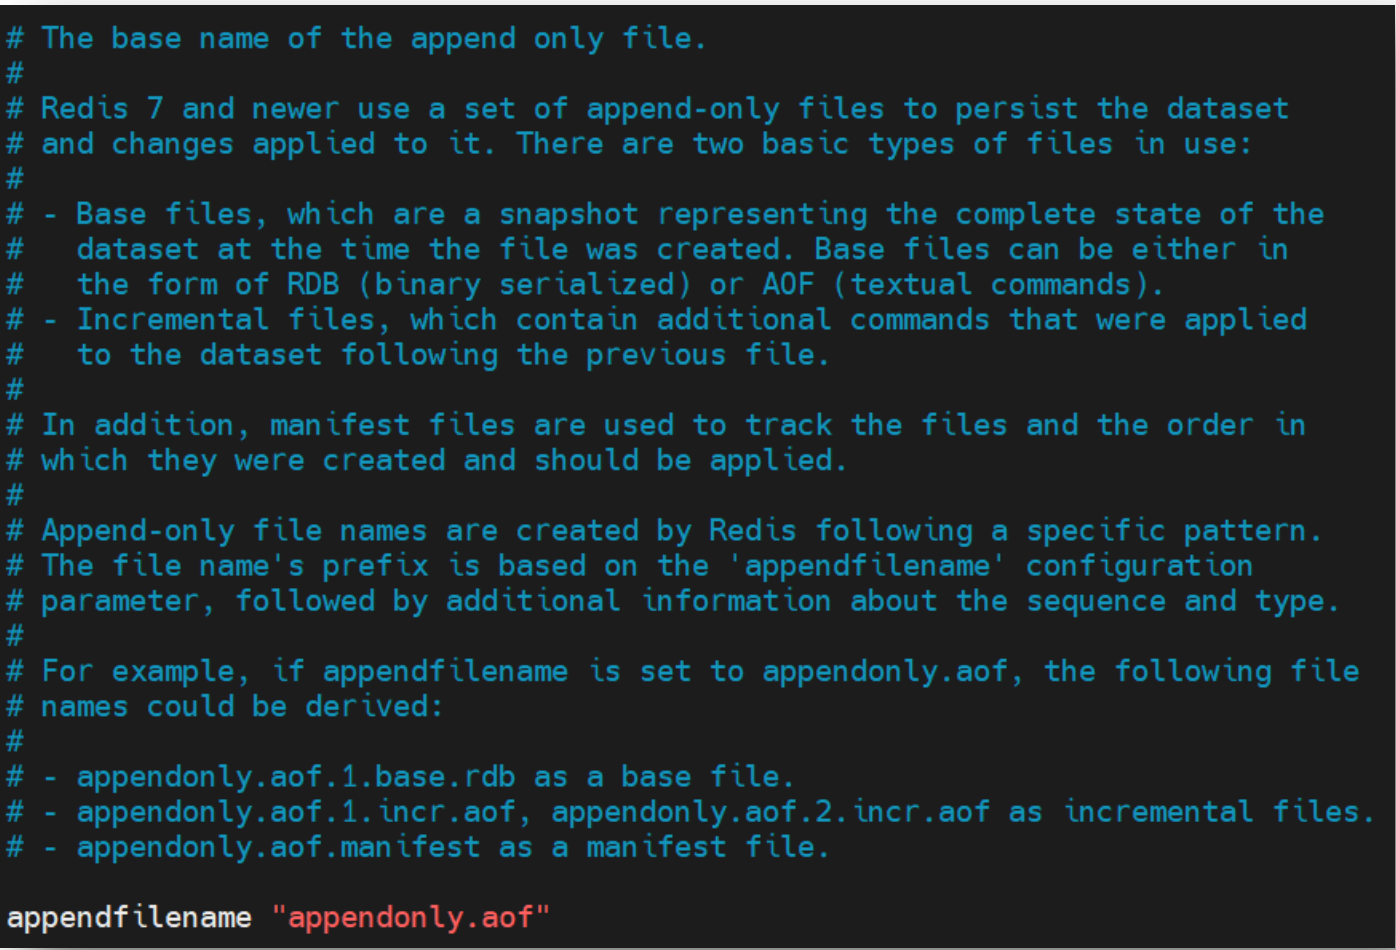 # The base name of the append only file.
#
# Redis 7 and newer use a set of append-only files to persist the dataset
# and changes applied to it. There are two basic types of files in use:
#
# - Base files, which are a snapshot representing the complete state of the
#   dataset at the time the file was created. Base files can be either in
#   the form of RDB (binary serialized) or AOF (textual commands).
# - Incremental files, which contain additional commands that were applied
#   to the dataset following the previous file.
#
# In addition, manifest files are used to track the files and the order in
# which they were created and should be applied.
#
# Append-only file names are created by Redis following a specific pattern.
# The file name's prefix is based on the 'appendfilename' configuration
# parameter, followed by additional information about the sequence and type.
#
# For example, if appendfilename is set to appendonly.aof, the following file
# names could be derived:
#
# - appendonly.aof.1.base.rdb as a base file.
# - appendonly.aof.1.incr.aof, appendonly.aof.2.incr.aof as incremental files.
# - appendonly.aof.manifest as a manifest file.

appendfilename "appendonly.aof"